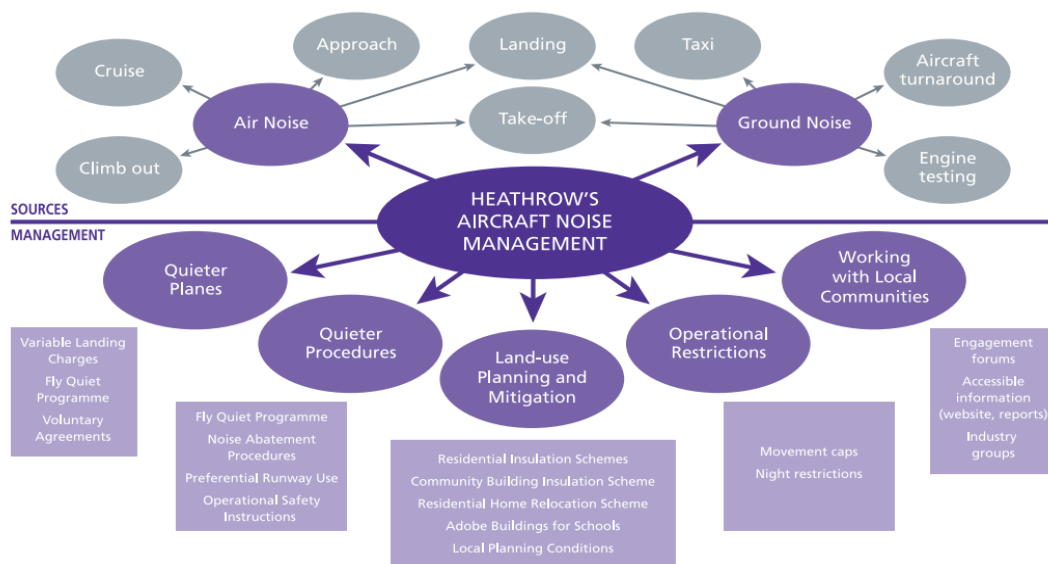 Cruise
Approach
Landing
Taxi
Aircraft
turnaround
Air Noise
Take-off
Ground Noise
Climb out
Engine
testing
SOURCES
HEATHROW'S
AIRCRAFT NOISE
MANAGEMENT
MANAGEMENT
Quieter
Planes
Quieter
Procedures
Land-use
Planning and
Mitigation
Operational
Restrictions
Working
with Local
Communities
Variable Landing
Charges
Fly Quiet
Programme
Voluntary
Agreements
Fly Quiet Programme
Noise Abatement
Procedures
Preferential Runway Use
Operational Safety
Instructions
Residential Insulation Schemes
Community Building Insulation Scheme
Residential Home Relocation Scheme
Adobe Buildings for Schools
Local Planning Conditions
Movement caps
Night restrictions
Engagement
forums
Accessible
information
(website, reports)
Industry
groups